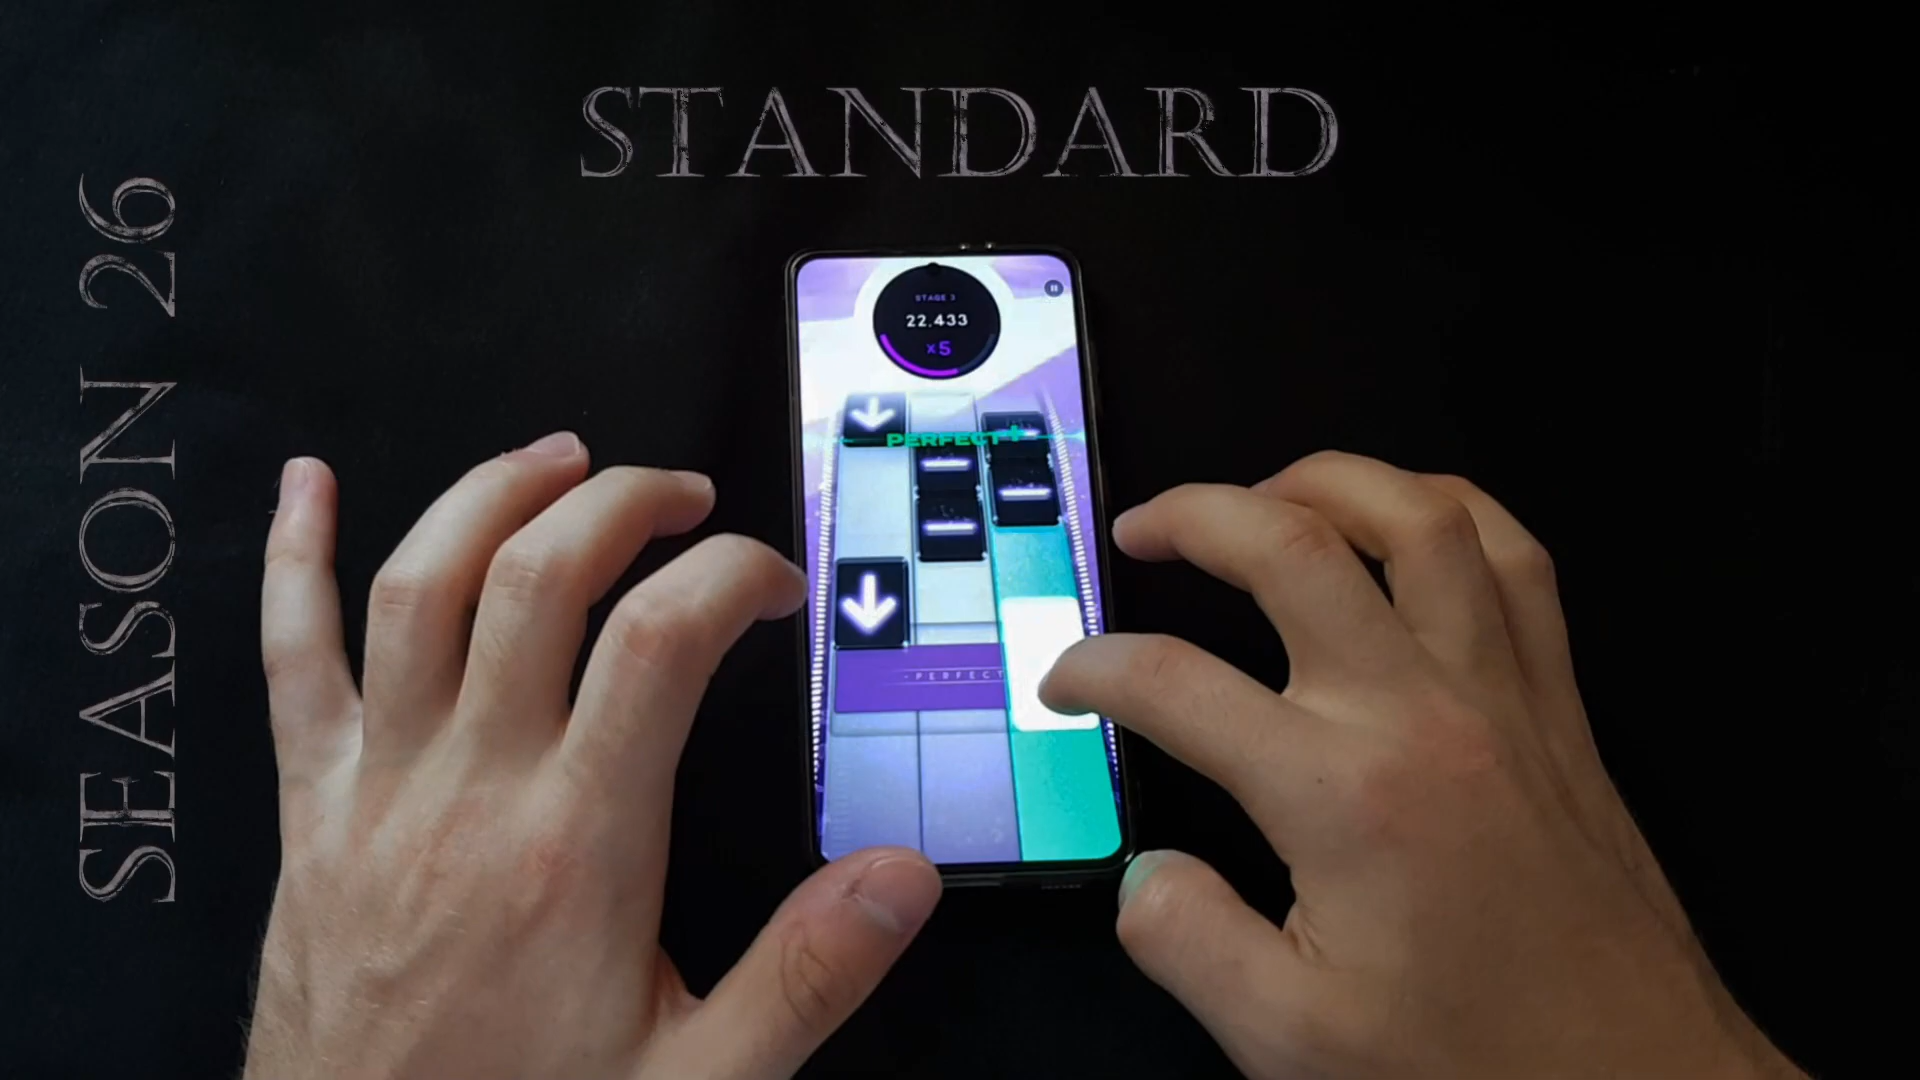 STANDARD
SEASON 26
STAGE 3
22.433
x5
PERFECT+
-PERFECT